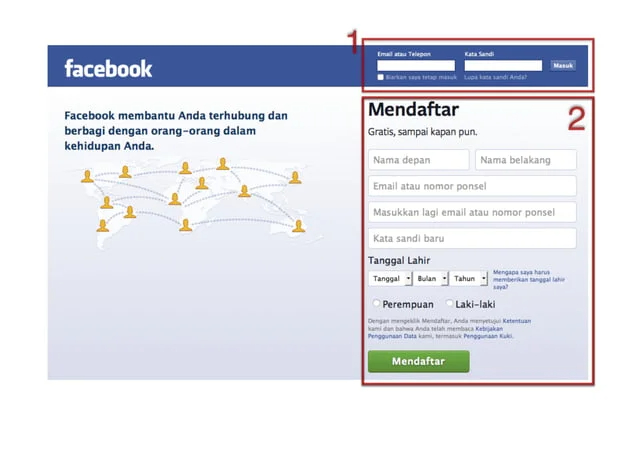 1
Email atau Telepon Kata Sandi
facebook
Masuk
Biarkan saya tetap masuk Lupa kata sandi Anda?
Facebook membantu Anda terhubung dan
berbagi dengan orang-orang dalam
kehidupan Anda.
2
Mendaftar
Gratis, sampai kapan pun.
Nama depan Nama belakang
Email atau nomor ponsel
Masukkan lagi email atau nomor ponsel
Kata sandi baru
Tanggal Lahir
Tanggal Bulan Tahun
Mengapa saya harus
memberikan tanggal lahir
saya?
Perempuan Laki-laki
Dengan mengeklik Mendaftar, Anda menyetujui Ketentuan
kami dan bahwa Anda telah membaca Kebijakan
Penggunaan Data kami, termasuk Penggunaan Kuki.
Mendaftar